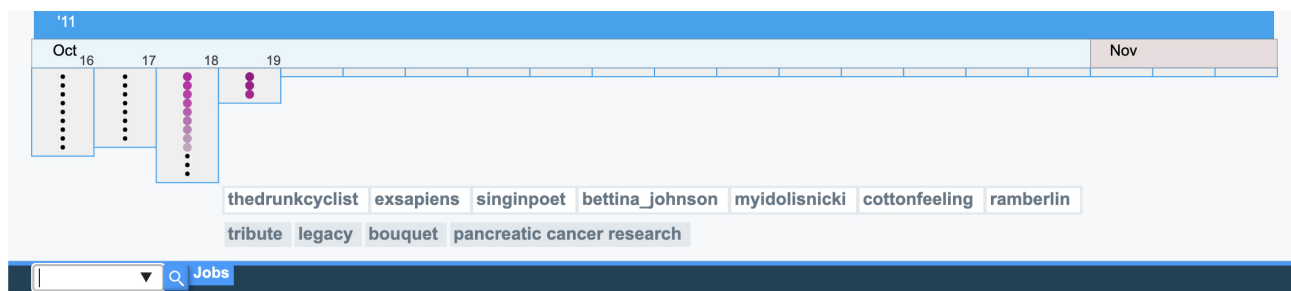 '11
Oct Nov
16 17 18 19
thedrunkcyclist exsapiens singinpoet bettina_johnson myidolisnicki cottonfeeling ramberlin
tribute legacy bouquet pancreatic cancer research
Jobs